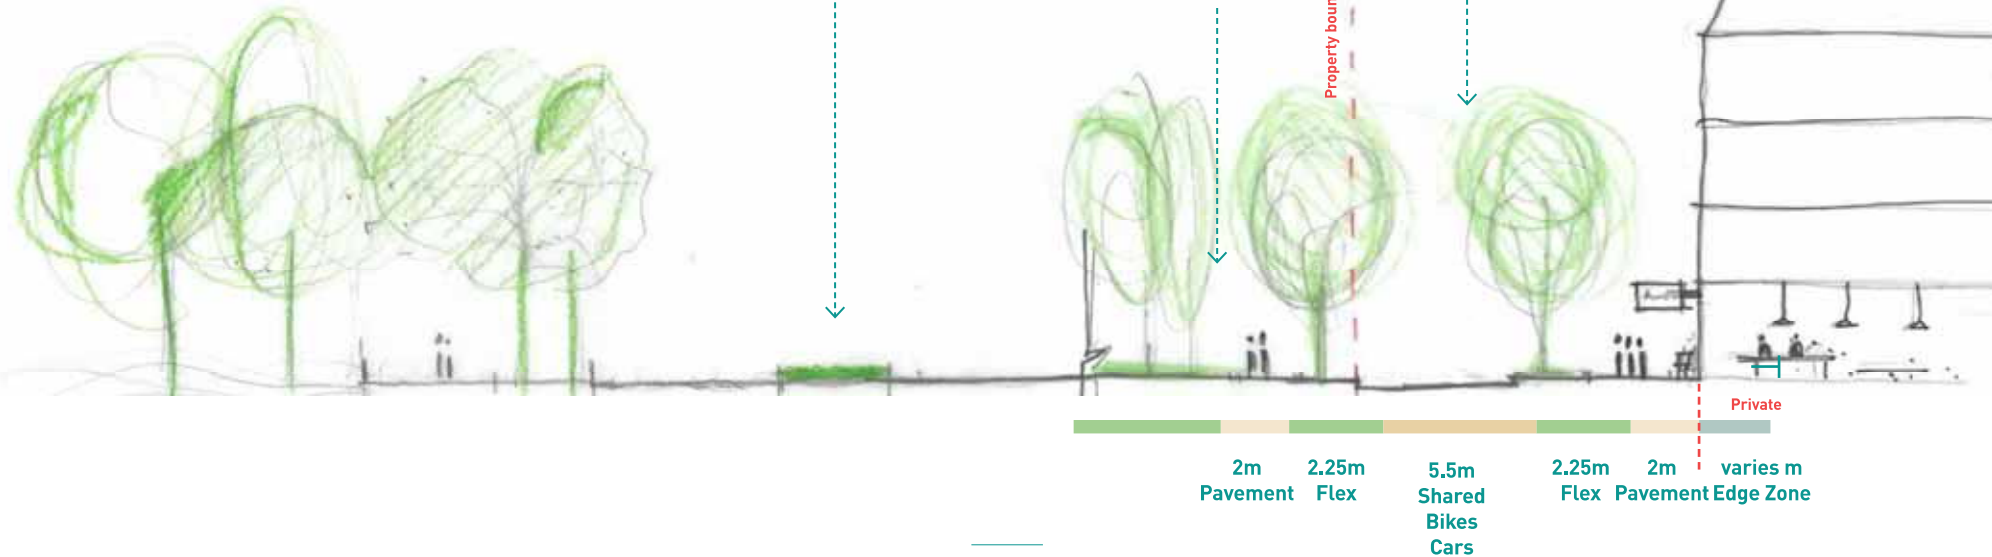 Property boun
Private
2m
Pavement
2.25m
Flex
5.5m
Shared
Bikes
Cars
2.25m
Flex
2m
Pavement
varies m
Edge Zone